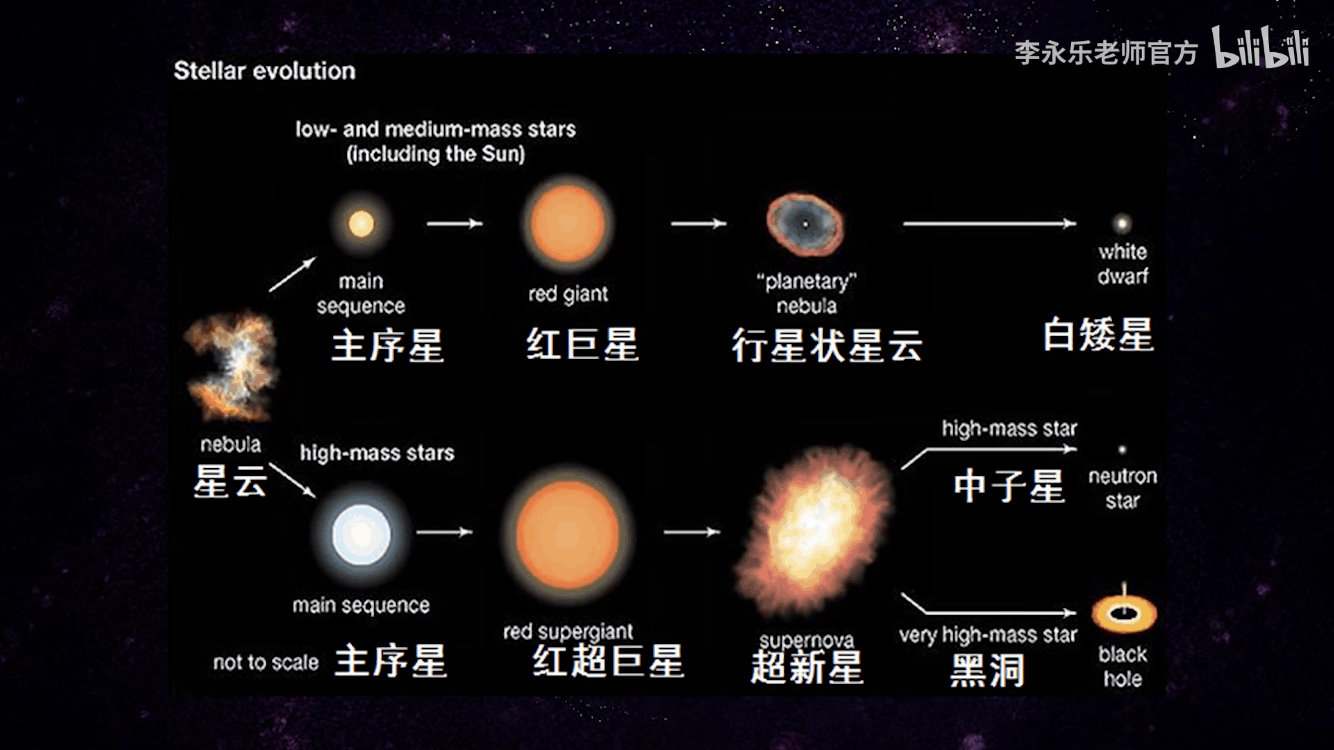 李永乐老师官方 bilibili
Stellar evolution
low- and medium-mass stars
(including the Sun)
main
sequence
主序星
red giant
红巨星
“planetary”
nebula
行星状星云
white
dwarf
白矮星
nebula
星云
high-mass stars
main sequence
主序星
not to scale
red supergiant
红超巨星
supernova
超新星
high-mass star
中子星
neutron
star
very high-mass star
黑洞
black
hole